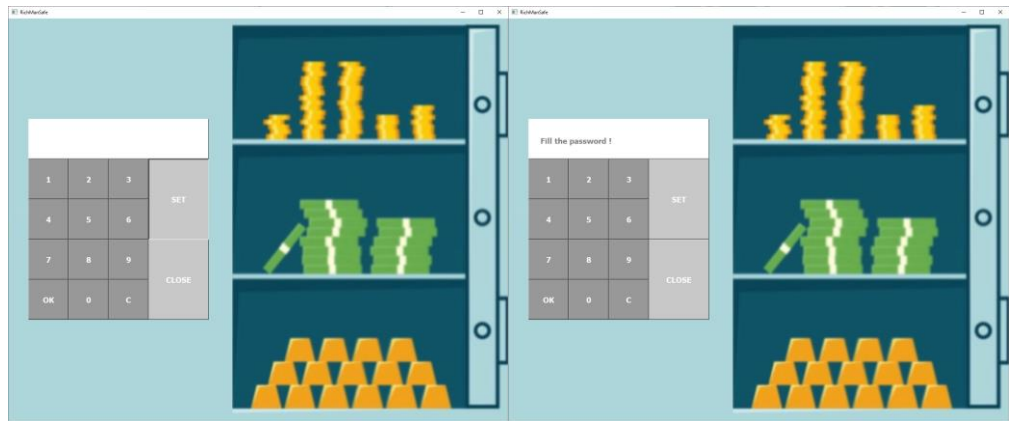 RichManSafe
1 2 3 SET
4 5 6
7 8 9 CLOSE
OK 0 C
RichManSafe
Fill the password !
1 2 3 SET
4 5 6
7 8 9 CLOSE
OK 0 C